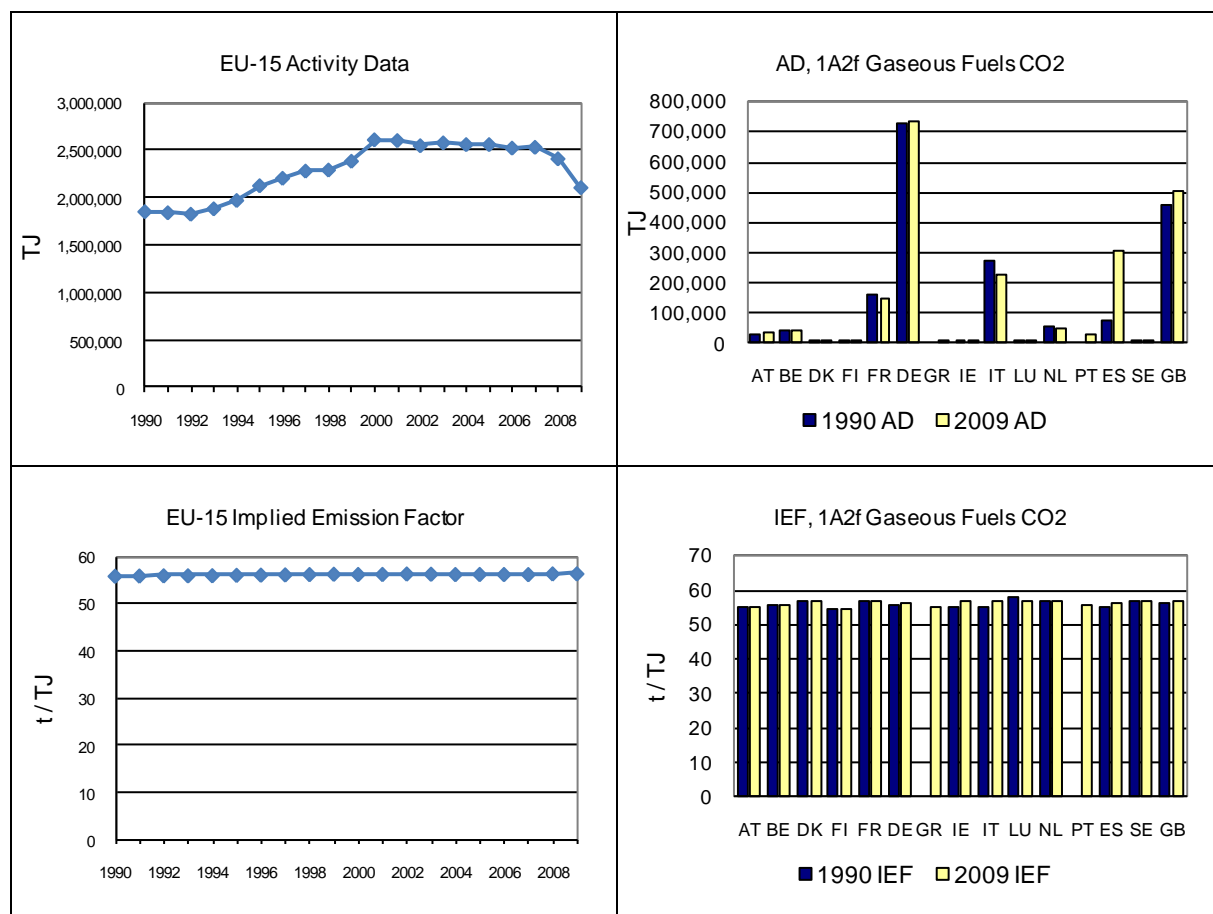 EU-15 Activity Data
3,000,000
2,500,000
2,000,000
1,500,000
1,000,000
500,000
0
TJ
1990 1992 1994 1996 1998 2000 2002 2004 2006 2008
AD, 1A2f Gaseous Fuels CO2
800,000
700,000
600,000
500,000
400,000
300,000
200,000
100,000
0
TJ
AT BE DK FI FR DE GR IE IT LU NL PT ES SE GB
1990 AD 2009 AD
EU-15 Implied Emission Factor
60
50
40
30
20
10
0
t / TJ
1990 1992 1994 1996 1998 2000 2002 2004 2006 2008
IEF, 1A2f Gaseous Fuels CO2
70
60
50
40
30
20
10
0
t / TJ
AT BE DK FI FR DE GR IE IT LU NL PT ES SE GB
1990 IEF 2009 IEF